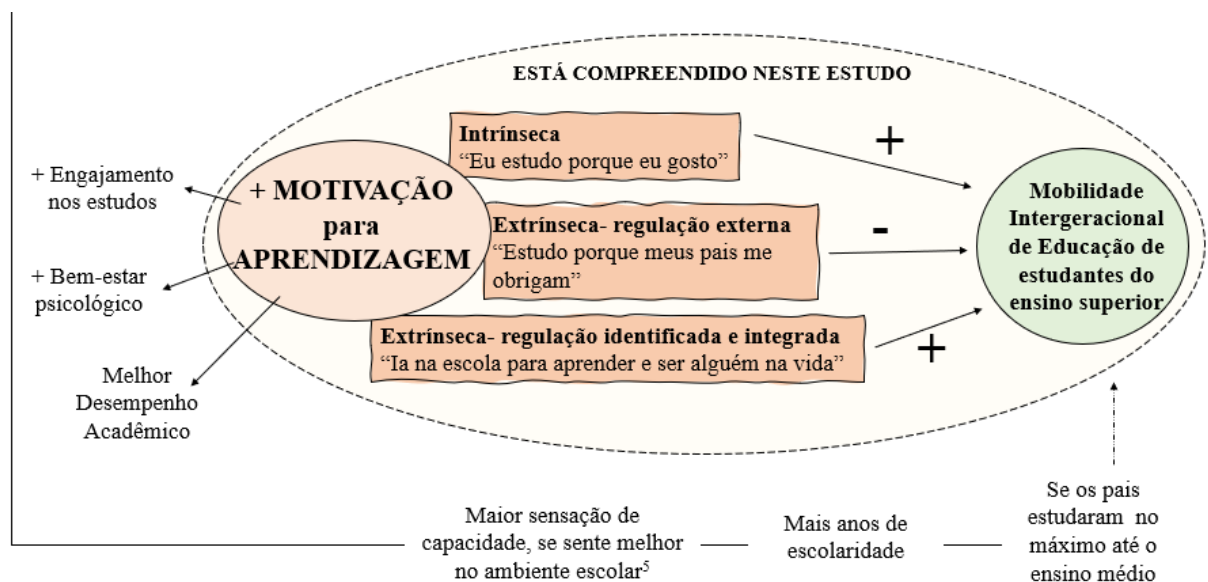 ESTÁ COMPREENDIDO NESTE ESTUDO
+ Engajamento
nos estudos
+ Bem-estar
psicológico
Melhor
Desempenho
Acadêmico
+ MOTIVAÇÃO
para
APRENDIZAGEM
Intrínseca
“Eu estudo porque eu gosto”
Extrínseca- regulação externa
“Estudo porque meus pais me
obrigam”
Extrínseca- regulação identificada e integrada
“Ia na escola para aprender e ser alguém na vida”
+
-
+
Mobilidade
Intergeracional
de Educação de
estudantes do
ensino superior
Maior sensação de
capacidade, se sente melhor
no ambiente escolar⁵
Mais anos de
escolaridade
Se os pais
estudaram no
máximo até o
ensino médio